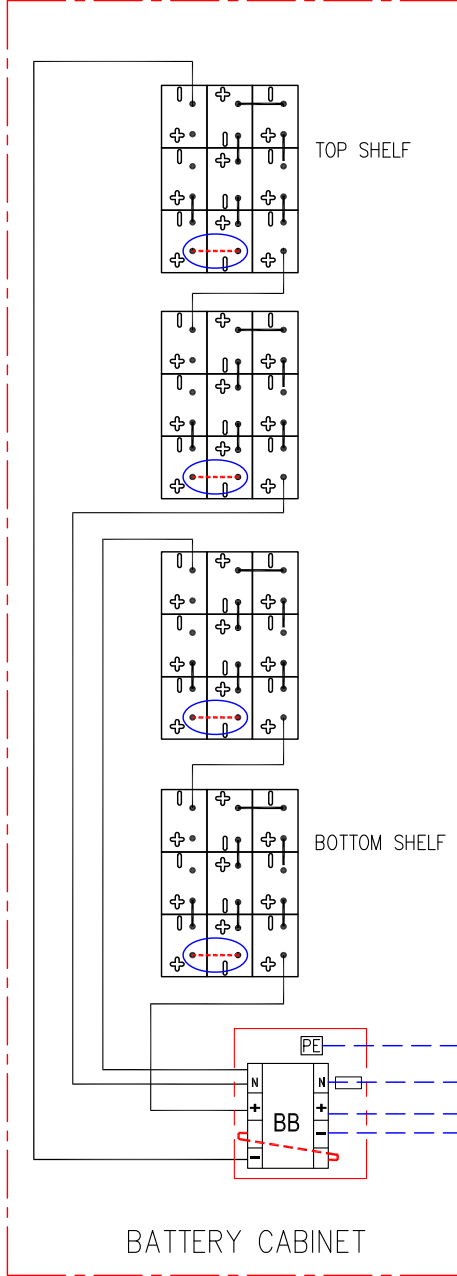 TOP SHELF
BOTTOM SHELF
PE
N N
+ +
BB
−
−
BATTERY CABINET